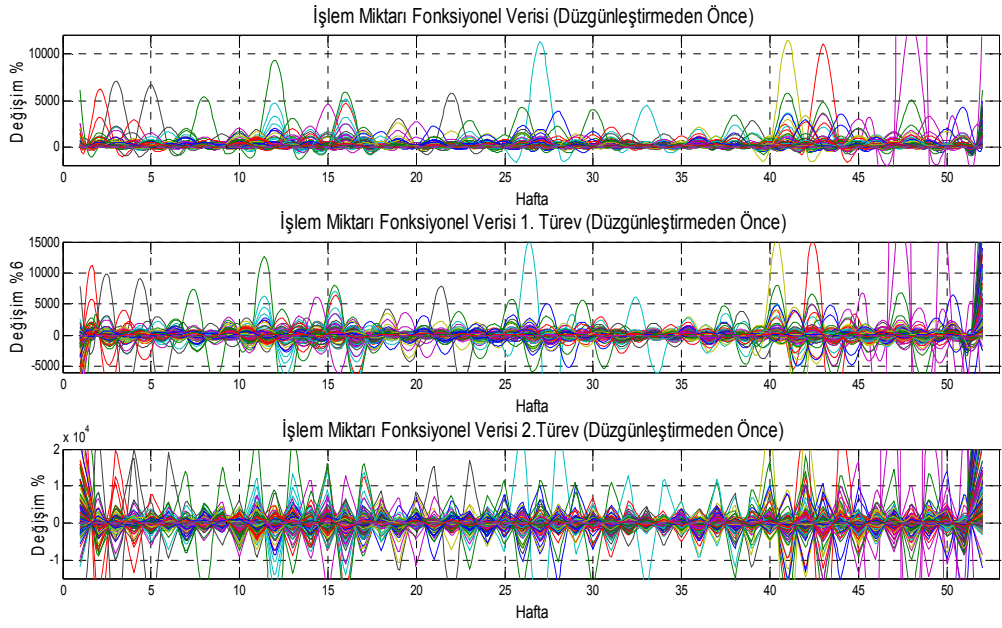 İşlem Miktarı Fonksiyonel Verisi (Düzgünleştirmeden Önce)
Değişim %
10000
5000
0
0 5 10 15 20 25 30 35 40 45 50
Hafta
İşlem Miktarı Fonksiyonel Verisi 1. Türev (Düzgünleştirmeden Önce)
Değişim %6
15000
10000
5000
0
-5000
0 5 10 15 20 25 30 35 40 45 50
Hafta
İşlem Miktarı Fonksiyonel Verisi 2.Türev (Düzgünleştirmeden Önce)
x 10⁴
Değişim %
2
1
0
-1
0 5 10 15 20 25 30 35 40 45 50
Hafta